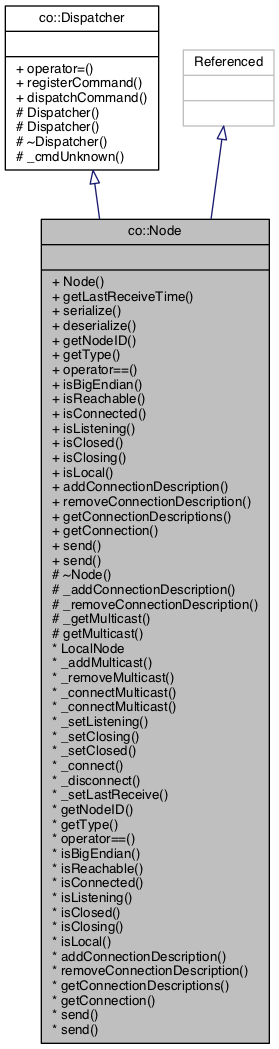 co::Dispatcher
+ operator=()
+ registerCommand()
+ dispatchCommand()
# Dispatcher()
# Dispatcher()
# ~Dispatcher()
# _cmdUnknown()
Referenced
co::Node
+ Node()
+ getLastReceiveTime()
+ serialize()
+ deserialize()
+ getNodeID()
+ getType()
+ operator==()
+ isBigEndian()
+ isReachable()
+ isConnected()
+ isListening()
+ isClosed()
+ isClosing()
+ isLocal()
+ addConnectionDescription()
+ removeConnectionDescription()
+ getConnectionDescriptions()
+ getConnection()
+ send()
+ send()
# ~Node()
# _addConnectionDescription()
# _removeConnectionDescription()
# _getMulticast()
# getMulticast()
* LocalNode
* _addMulticast()
* _removeMulticast()
* _connectMulticast()
* _connectMulticast()
* _setListening()
* _setClosing()
* _setClosed()
* _connect()
* _disconnect()
* _setLastReceive()
* getNodeID()
* getType()
* operator==()
* isBigEndian()
* isReachable()
* isConnected()
* isListening()
* isClosed()
* isClosing()
* isLocal()
* addConnectionDescription()
* removeConnectionDescription()
* getConnectionDescriptions()
* getConnection()
* send()
* send()